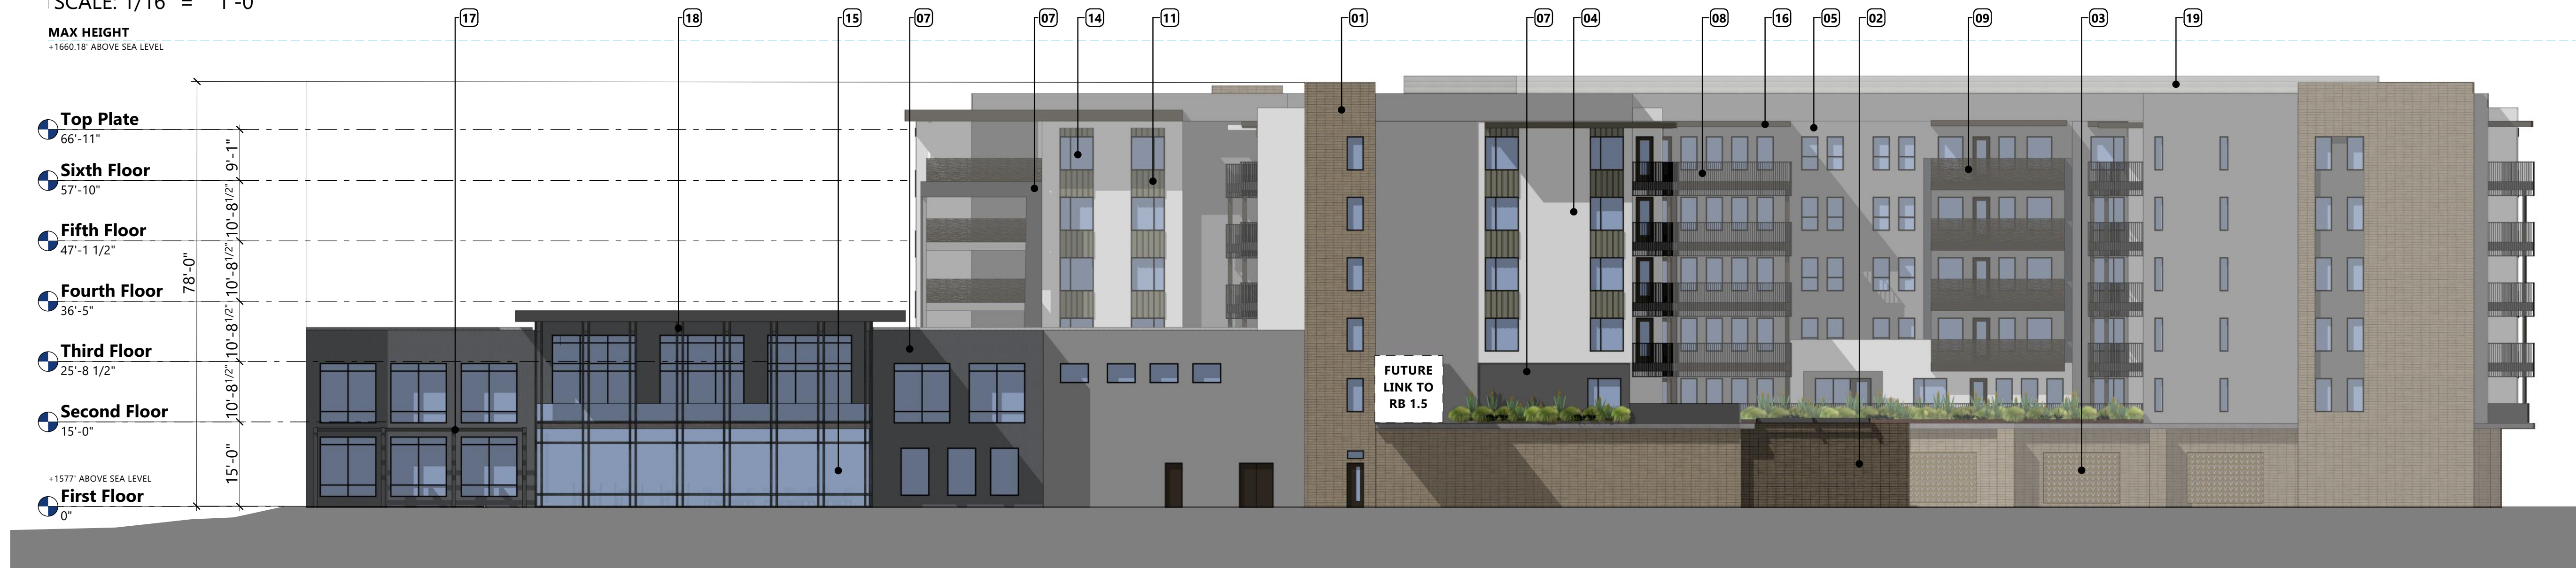 SCALE: 1/16" = 1'-0
17 18 15 07 07 14 11 01 07 04 08 16 05 02 09 03 19
MAX HEIGHT
+1660.18' ABOVE SEA LEVEL
Top Plate
66'-11"
9'-1"
Sixth Floor
57'-10"
10'-8 1/2"
Fifth Floor
47'-1 1/2"
10'-8 1/2"
78'-0"
Fourth Floor
36'-5"
10'-8 1/2"
Third Floor
25'-8 1/2"
10'-8 1/2"
Second Floor
15'-0"
15'-0"
+1577' ABOVE SEA LEVEL
First Floor
0"
FUTURE
LINK TO
RB 1.5